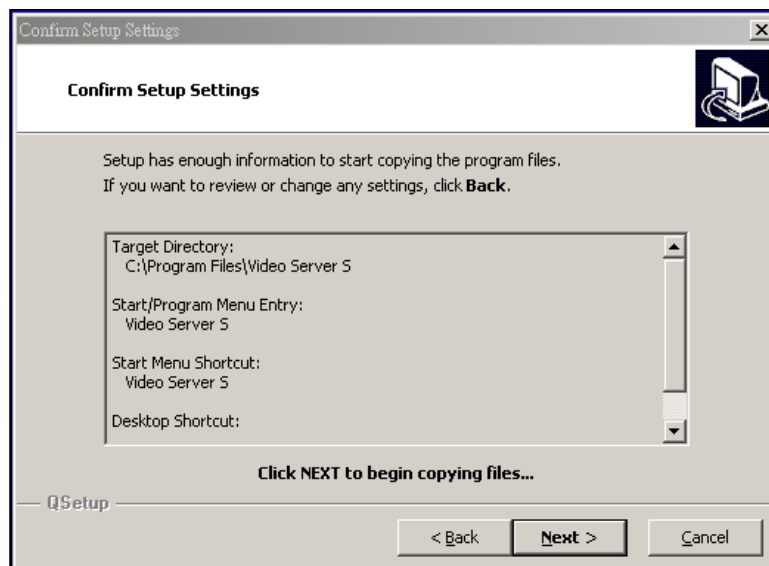 Confirm Setup Settings
Confirm Setup Settings
Setup has enough information to start copying the program files.
If you want to review or change any settings, click Back.
Target Directory:
C:\Program Files\Video Server S
Start/Program Menu Entry:
Video Server S
Start Menu Shortcut:
Video Server S
Desktop Shortcut:
Click NEXT to begin copying files...
QSetup
< Back
Next >
Cancel